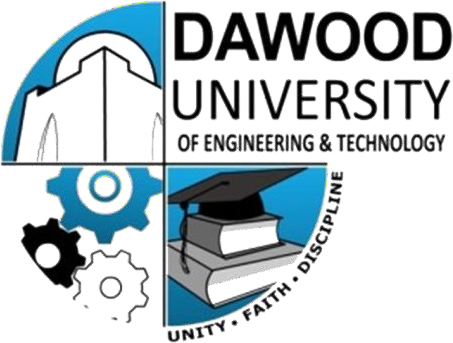 DAWOOD
UNIVERSITY
OF ENGINEERING & TECHNOLOGY
UNITY • FAITH • DISCIPLINE